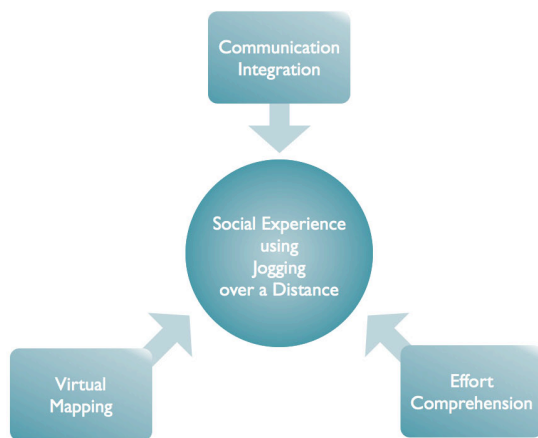 Communication
Integration
Social Experience
using
Jogging
over a Distance
Virtual
Mapping
Effort
Comprehension